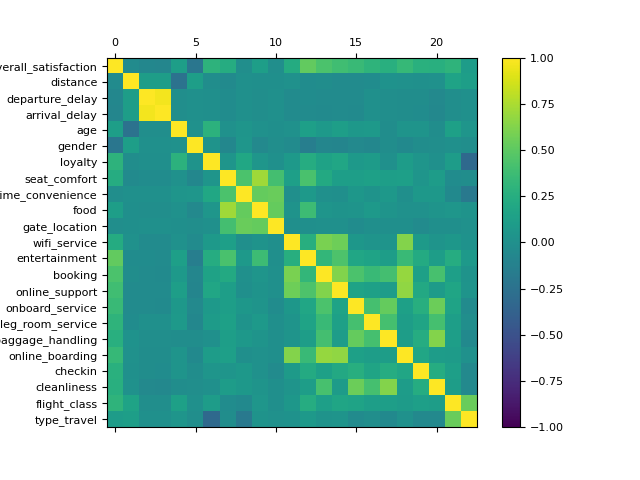 0 5 10 15 20
verall_satisfaction
distance
departure_delay
arrival_delay
age
gender
loyalty
seat_comfort
ime_convenience
food
gate_location
wifi_service
entertainment
booking
online_support
onboard_service
leg_room_service
baggage_handling
online_boarding
checkin
cleanliness
flight_class
type_travel
1.00
0.75
0.50
0.25
0.00
−0.25
−0.50
−0.75
−1.00